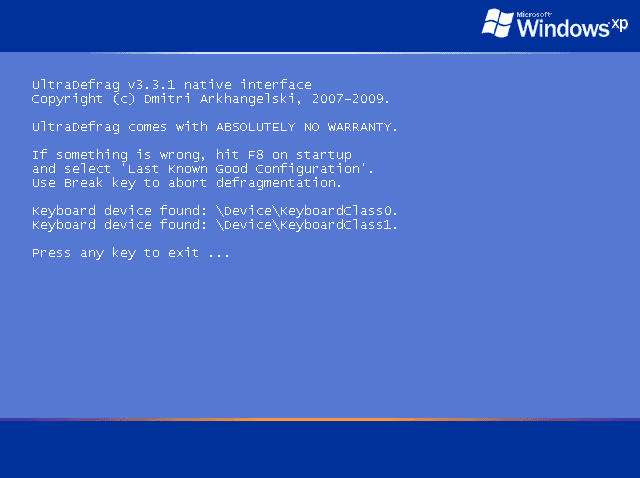 Microsoft
Windows xp
UltraDefrag v3.3.1 native interface
Copyright (c) Dmitri Arkhangelski, 2007-2009.
UltraDefrag comes with ABSOLUTELY NO WARRANTY.
If something is wrong, hit F8 on startup
and select 'Last Known Good Configuration'.
Use Break key to abort defragmentation.
Keyboard device found: \Device\KeyboardClass0.
Keyboard device found: \Device\KeyboardClass1.
Press any key to exit ...